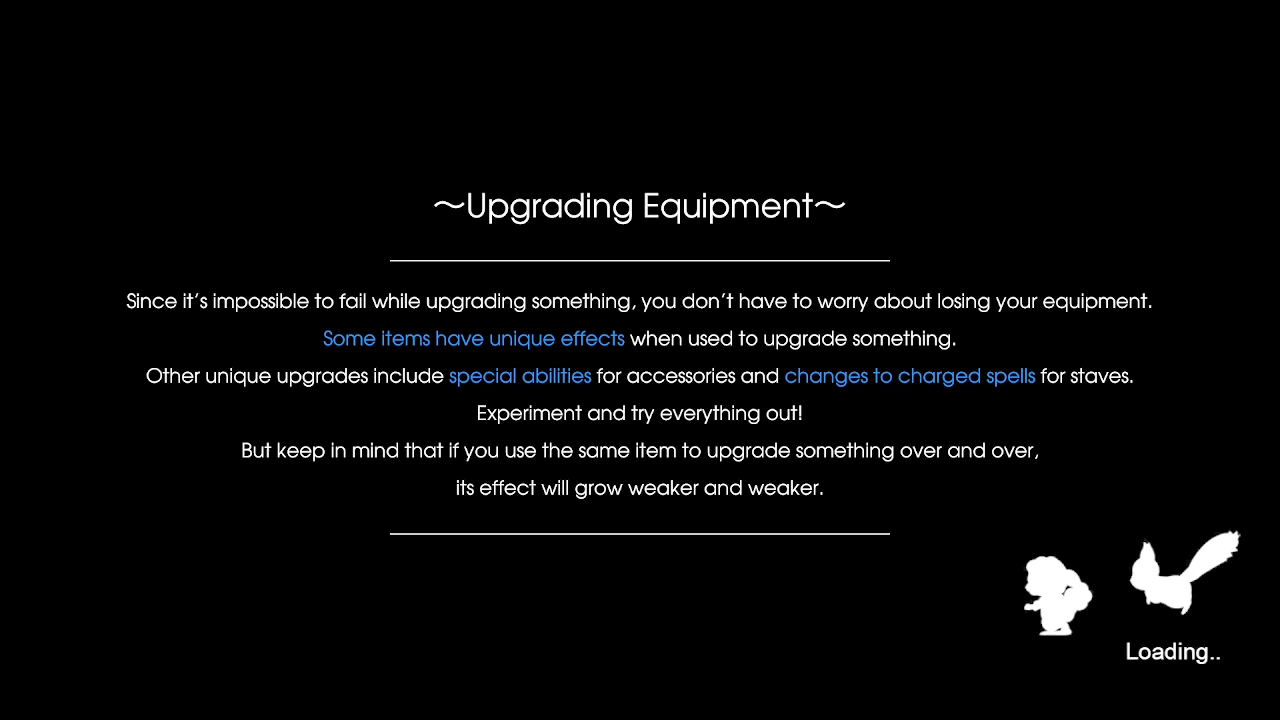 〜Upgrading Equipment〜
Since it's impossible to fail while upgrading something, you don't have to worry about losing your equipment.
Some items have unique effects when used to upgrade something.
Other unique upgrades include special abilities for accessories and changes to charged spells for staves.
Experiment and try everything out!
But keep in mind that if you use the same item to upgrade something over and over,
its effect will grow weaker and weaker.
Loading..